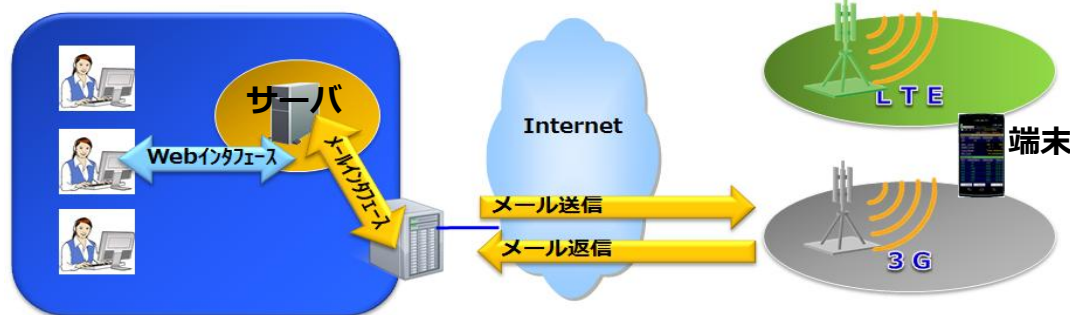 サーバ
Webインタフェース
メールインタフェース
Internet
メール送信
メール返信
ＬＴＥ
端末
３Ｇ